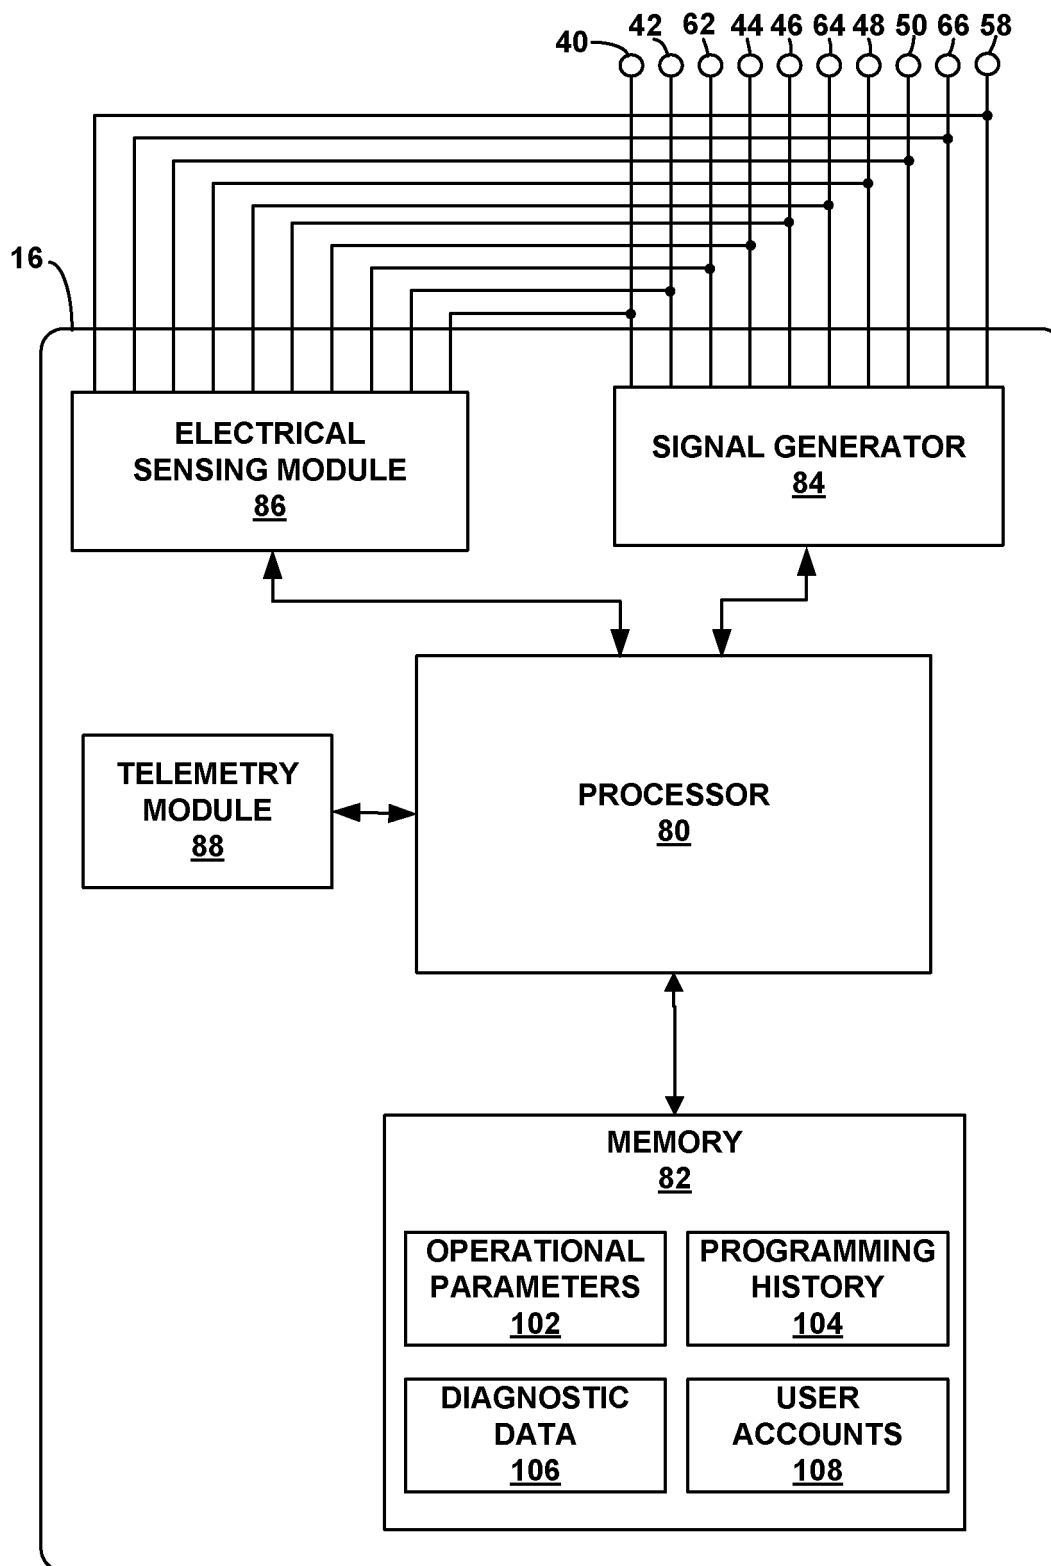 40 42 62 44 46 64 48 50 66 58
16
ELECTRICAL
SENSING MODULE
86
SIGNAL GENERATOR
84
TELEMETRY
MODULE
88
PROCESSOR
80
MEMORY
82
OPERATIONAL
PARAMETERS
102
PROGRAMMING
HISTORY
104
DIAGNOSTIC
DATA
106
USER
ACCOUNTS
108